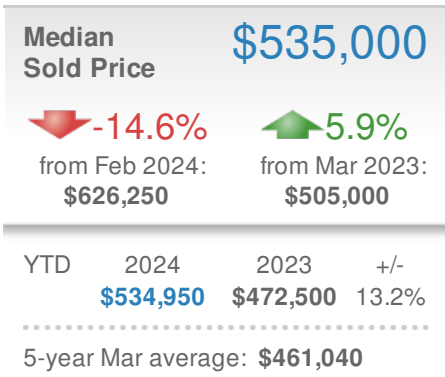 Median $535,000
Sold Price
-14.6% 5.9%
from Feb 2024: from Mar 2023:
$626,250 $505,000
YTD 2024 2023 +/-
$534,950 $472,500 13.2%
5-year Mar average: $461,040